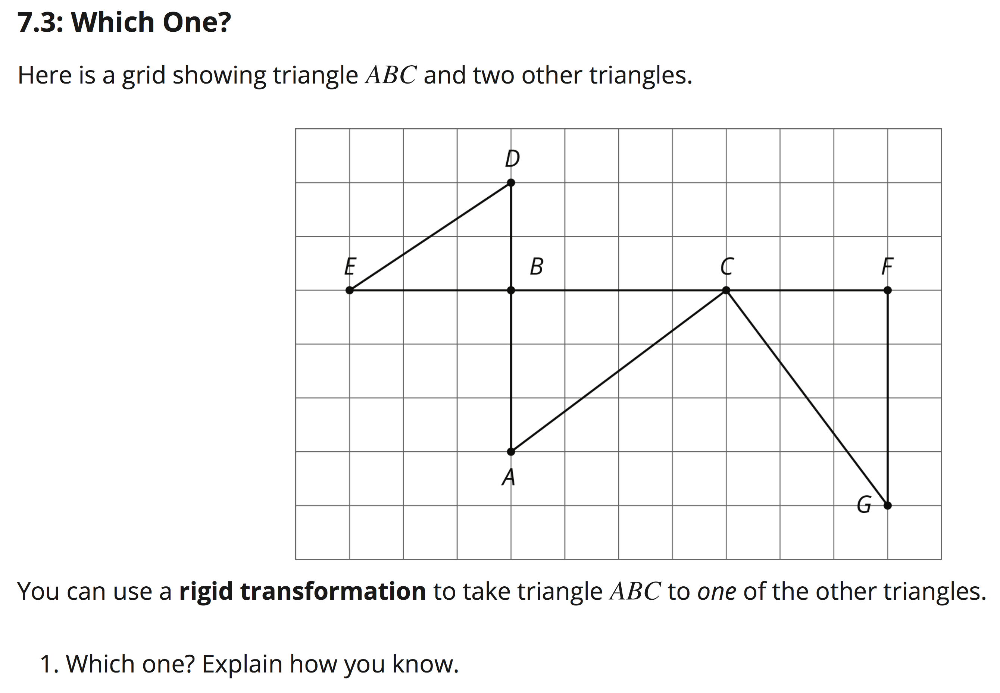 7.3: Which One?
Here is a grid showing triangle ABC and two other triangles.
D
E B C F
A
G
You can use a rigid transformation to take triangle ABC to one of the other triangles.
1. Which one? Explain how you know.